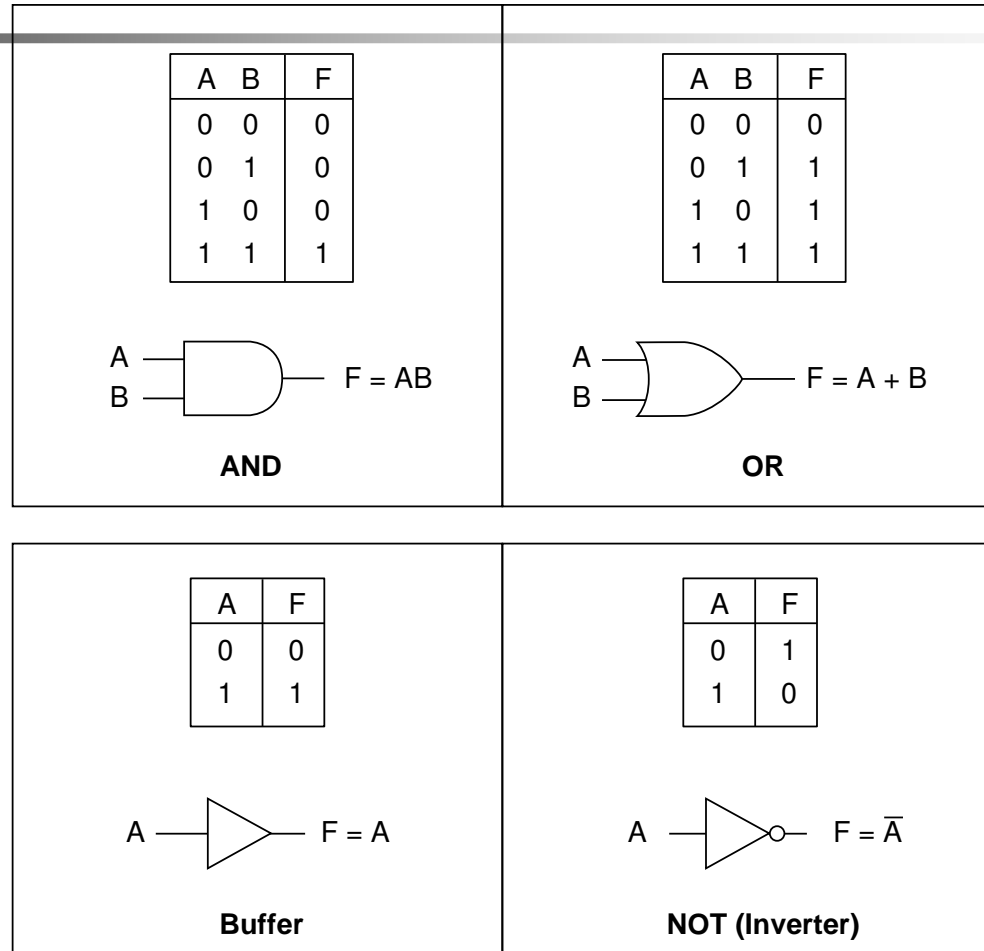 A B F
0 0 0
0 1 0
1 0 0
1 1 1
A
B
F = AB
AND
A B F
0 0 0
0 1 1
1 0 1
1 1 1
A
B
F = A + B
OR
A F
0 0
1 1
A F = A
Buffer
A F
0 1
1 0
A F = A̅
NOT (Inverter)